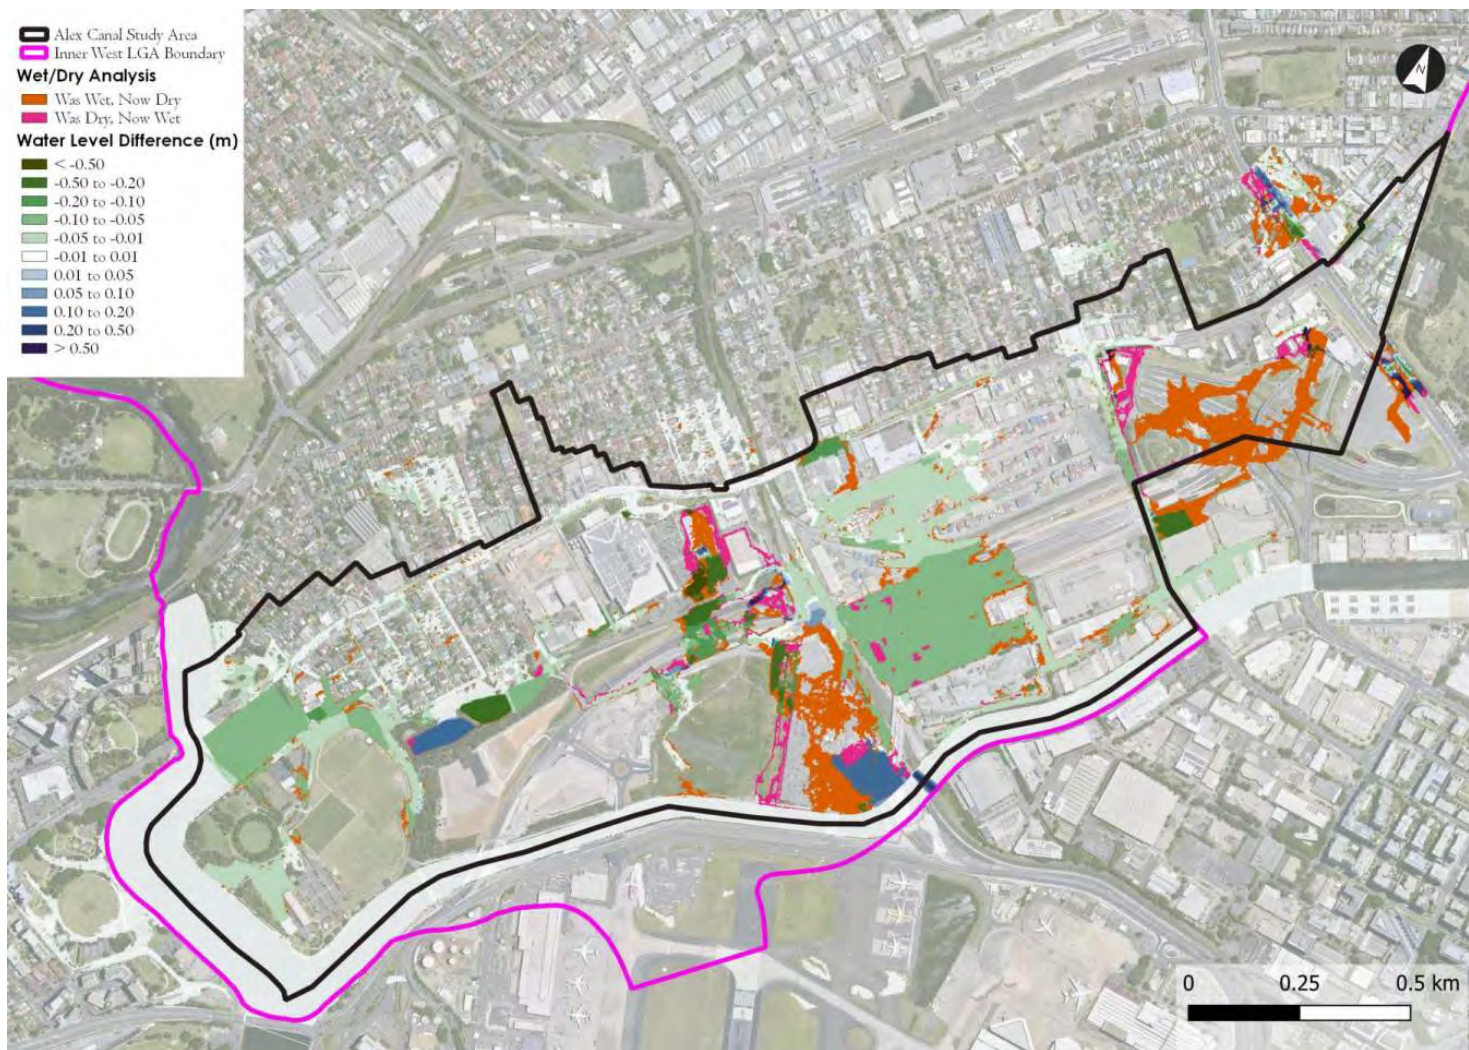 Alex Canal Study Area
Inner West LGA Boundary
Wet/Dry Analysis
Was Wet, Now Dry
Was Dry, Now Wet
Water Level Difference (m)
< -0.50
-0.50 to -0.20
-0.20 to -0.10
-0.10 to -0.05
-0.05 to -0.01
-0.01 to 0.01
0.01 to 0.05
0.05 to 0.10
0.10 to 0.20
0.20 to 0.50
> 0.50
N
0 0.25 0.5 km